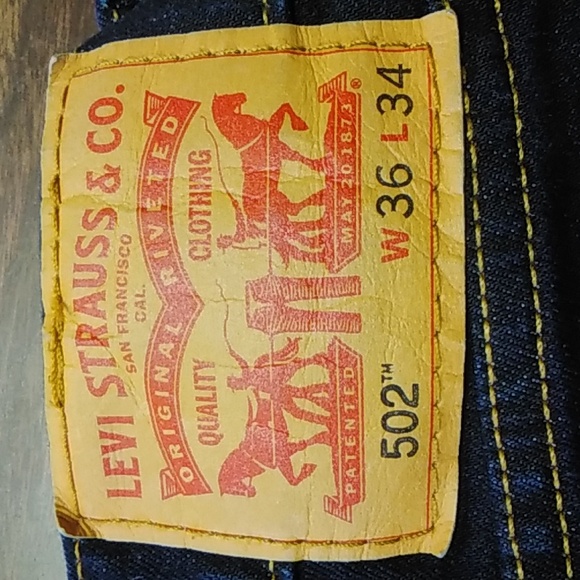 LEVI STRAUSS & CO.
SAN FRANCISCO
CAL.
ORIGINAL RIVETED
QUALITY CLOTHING
PATENTED MAY 20.1873 ®
502™ W 36 L 34